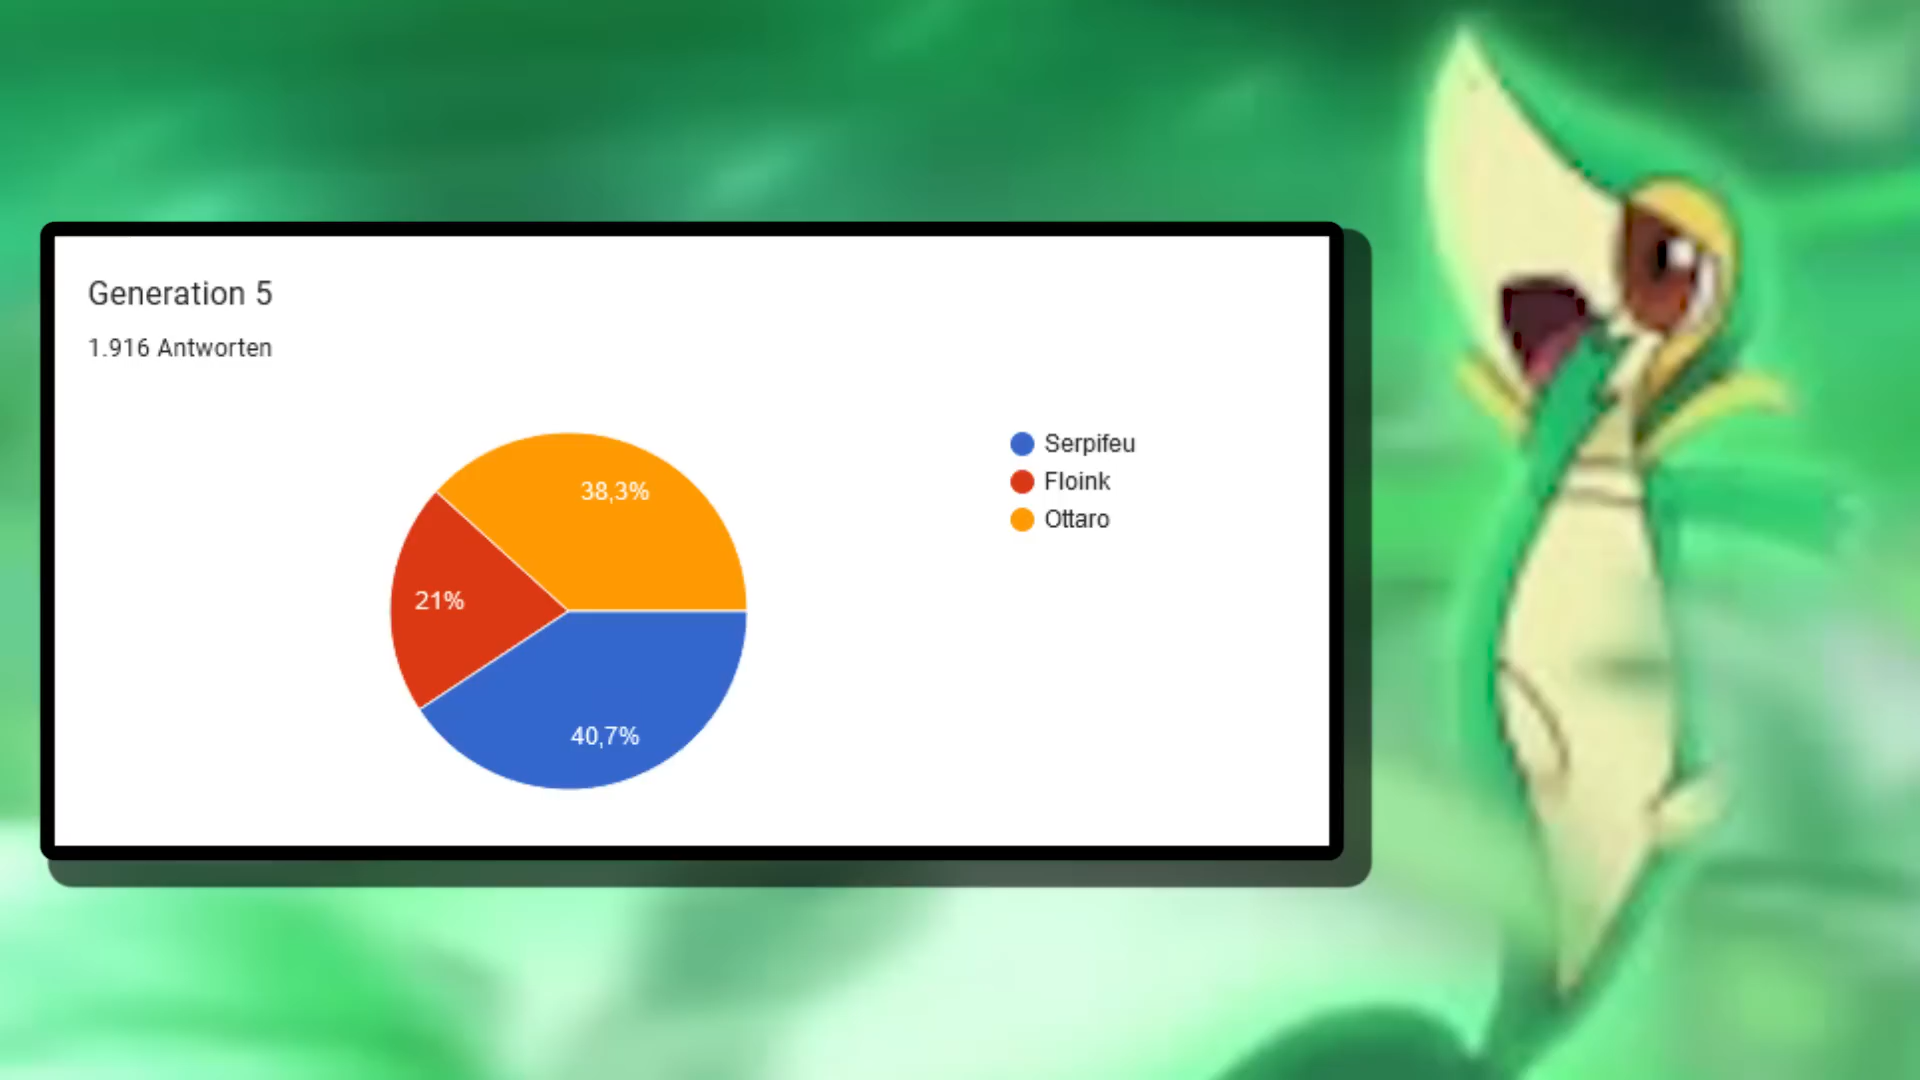 Generation 5
1.916 Antworten
Serpifeu
Floink
Ottaro
38,3%
21%
40,7%